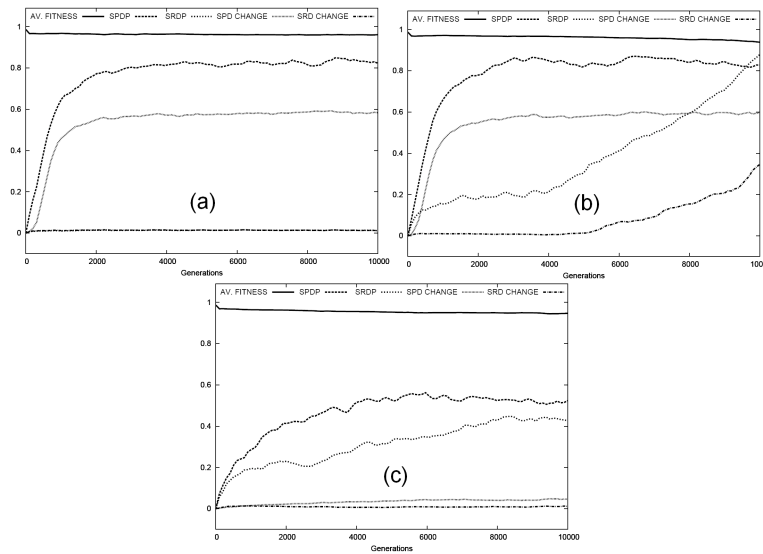 AV. FITNESS SPDP SRDP SPD CHANGE SRD CHANGE
1
0.8
0.6
0.4
0.2
0
(a)
0 2000 4000 6000 8000 10000
Generations
AV. FITNESS SPDP SRDP SPD CHANGE SRD CHANGE
1
0.8
0.6
0.4
0.2
0
(b)
0 2000 4000 6000 8000 1000
Generations
AV. FITNESS SPDP SRDP SPD CHANGE SRD CHANGE
1
0.8
0.6
0.4
0.2
0
(c)
0 2000 4000 6000 8000 10000
Generations